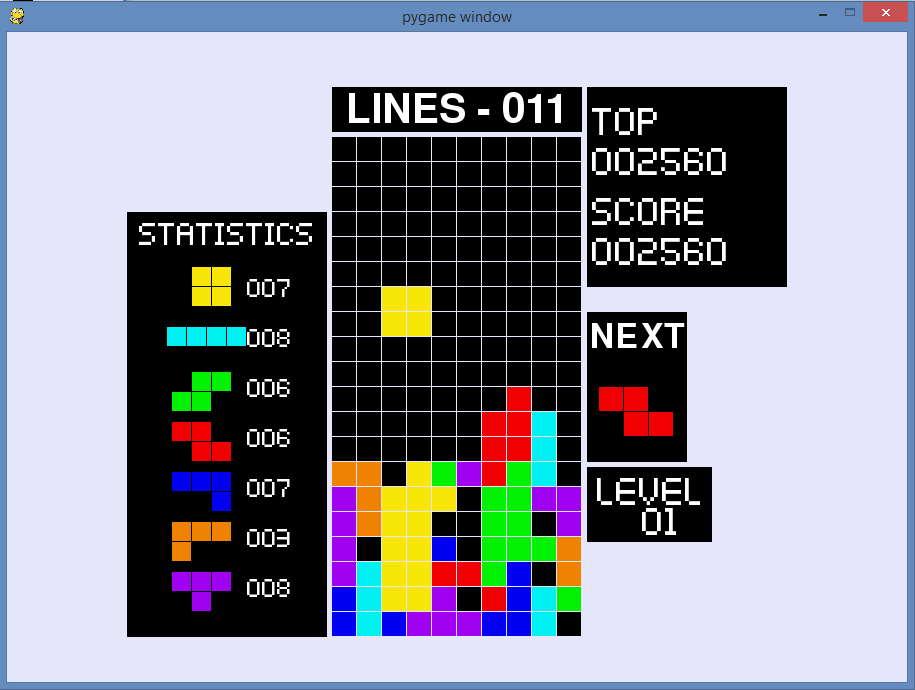 pygame window
LINES - 011
TOP
002560
SCORE
002560
STATISTICS
007
008
006
006
007
003
008
NEXT
LEVEL
01